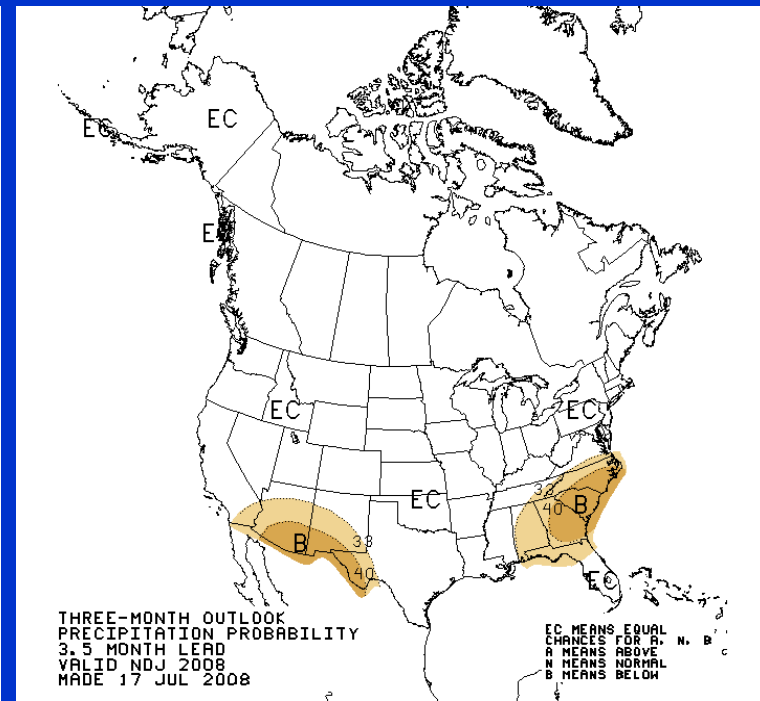 EC
EC
EC
EC
EC
EC
33
40
B
33
40
B
EC
THREE-MONTH OUTLOOK
PRECIPITATION PROBABILITY
3.5 MONTH LEAD
VALID NDJ 2008
MADE 17 JUL 2008
EC MEANS EQUAL
CHANCES FOR A, N, B
A MEANS ABOVE
N MEANS NORMAL
B MEANS BELOW